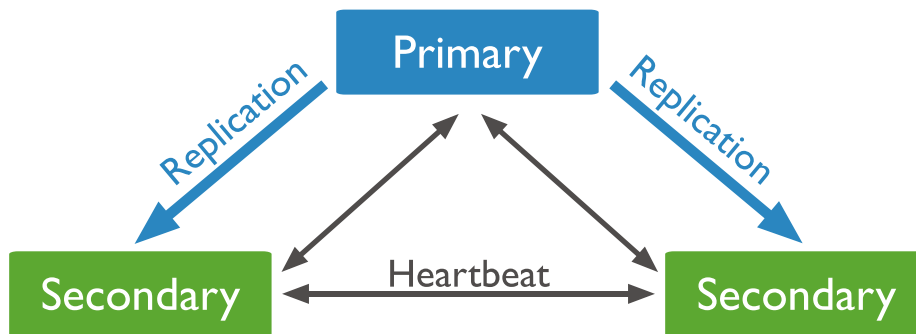 Primary
Replication
Replication
Heartbeat
Secondary
Secondary